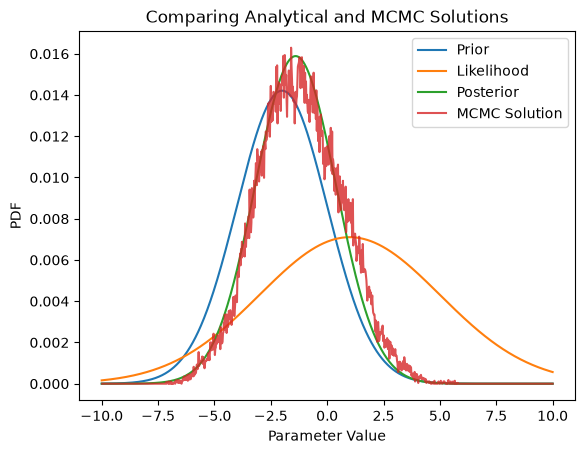 Comparing Analytical and MCMC Solutions
Prior
Likelihood
Posterior
MCMC Solution
PDF
0.016
0.014
0.012
0.010
0.008
0.006
0.004
0.002
0.000
−10.0 −7.5 −5.0 −2.5 0.0 2.5 5.0 7.5 10.0
Parameter Value